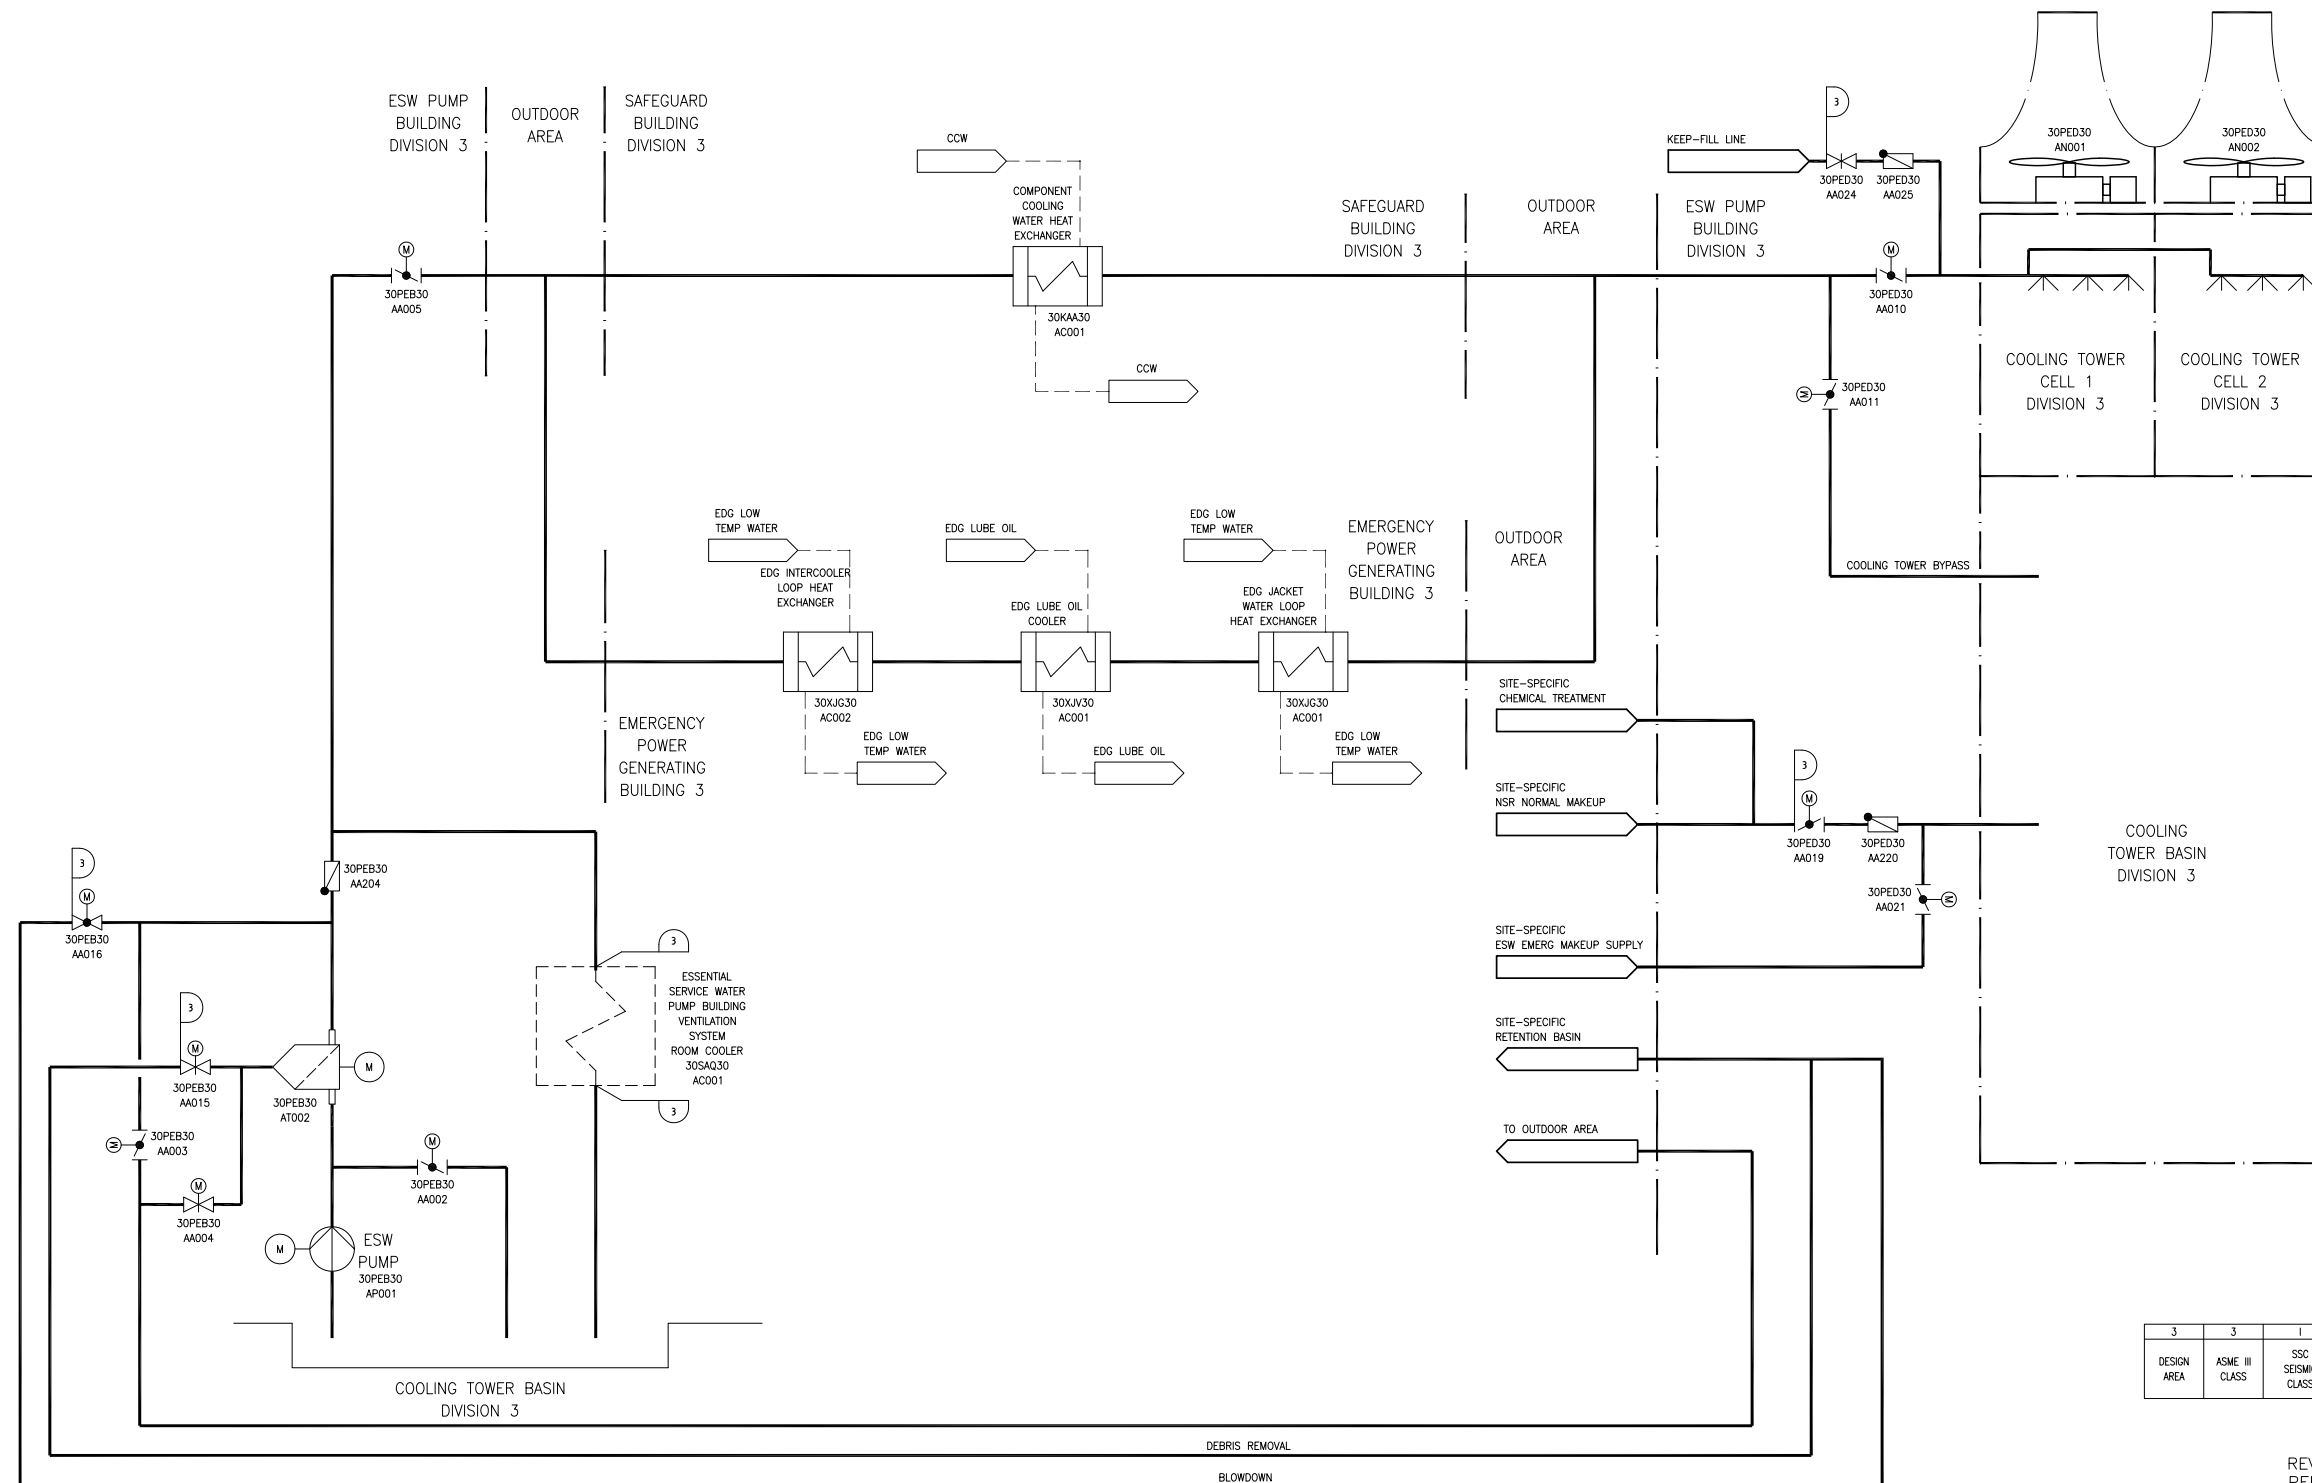 ESW PUMP
BUILDING
DIVISION 3
OUTDOOR
AREA
SAFEGUARD
BUILDING
DIVISION 3
CCW
COMPONENT
COOLING
WATER HEAT
EXCHANGER
30KAA30
AC001
CCW
SAFEGUARD
BUILDING
DIVISION 3
OUTDOOR
AREA
ESW PUMP
BUILDING
DIVISION 3
KEEP-FILL LINE
3
30PED30
AA024
30PED30
AA025
30PED30
AN001
30PED30
AN002
M
30PEB30
AA005
M
30PED30
AA010
M
30PED30
AA011
COOLING TOWER
CELL 1
DIVISION 3
COOLING TOWER
CELL 2
DIVISION 3
COOLING TOWER BYPASS
EDG LOW
TEMP WATER
EDG INTERCOOLER
LOOP HEAT
EXCHANGER
30XJG30
AC002
EDG LOW
TEMP WATER
EDG LUBE OIL
EDG LUBE OIL
COOLER
30XJV30
AC001
EDG LUBE OIL
EDG LOW
TEMP WATER
EDG JACKET
WATER LOOP
HEAT EXCHANGER
30XJG30
AC001
EDG LOW
TEMP WATER
EMERGENCY
POWER
GENERATING
BUILDING 3
OUTDOOR
AREA
EMERGENCY
POWER
GENERATING
BUILDING 3
SITE-SPECIFIC
CHEMICAL TREATMENT
SITE-SPECIFIC
NSR NORMAL MAKEUP
3
M
30PED30
AA019
30PED30
AA220
30PED30
AA021
M
SITE-SPECIFIC
ESW EMERG MAKEUP SUPPLY
SITE-SPECIFIC
RETENTION BASIN
TO OUTDOOR AREA
COOLING
TOWER BASIN
DIVISION 3
30PEB30
AA204
3
M
30PEB30
AA016
3
M
30PEB30
AA015
30PEB30
AT002
M
M
30PEB30
AA003
M
30PEB30
AA004
M
30PEB30
AA002
M
ESW
PUMP
30PEB30
AP001
3
ESSENTIAL
SERVICE WATER
PUMP BUILDING
VENTILATION
SYSTEM
ROOM COOLER
30SAQ30
AC001
3
COOLING TOWER BASIN
DIVISION 3
DEBRIS REMOVAL
BLOWDOWN
3 3 I
DESIGN
AREA
ASME III
CLASS
SSC
SEISMIC
CLASS
REV